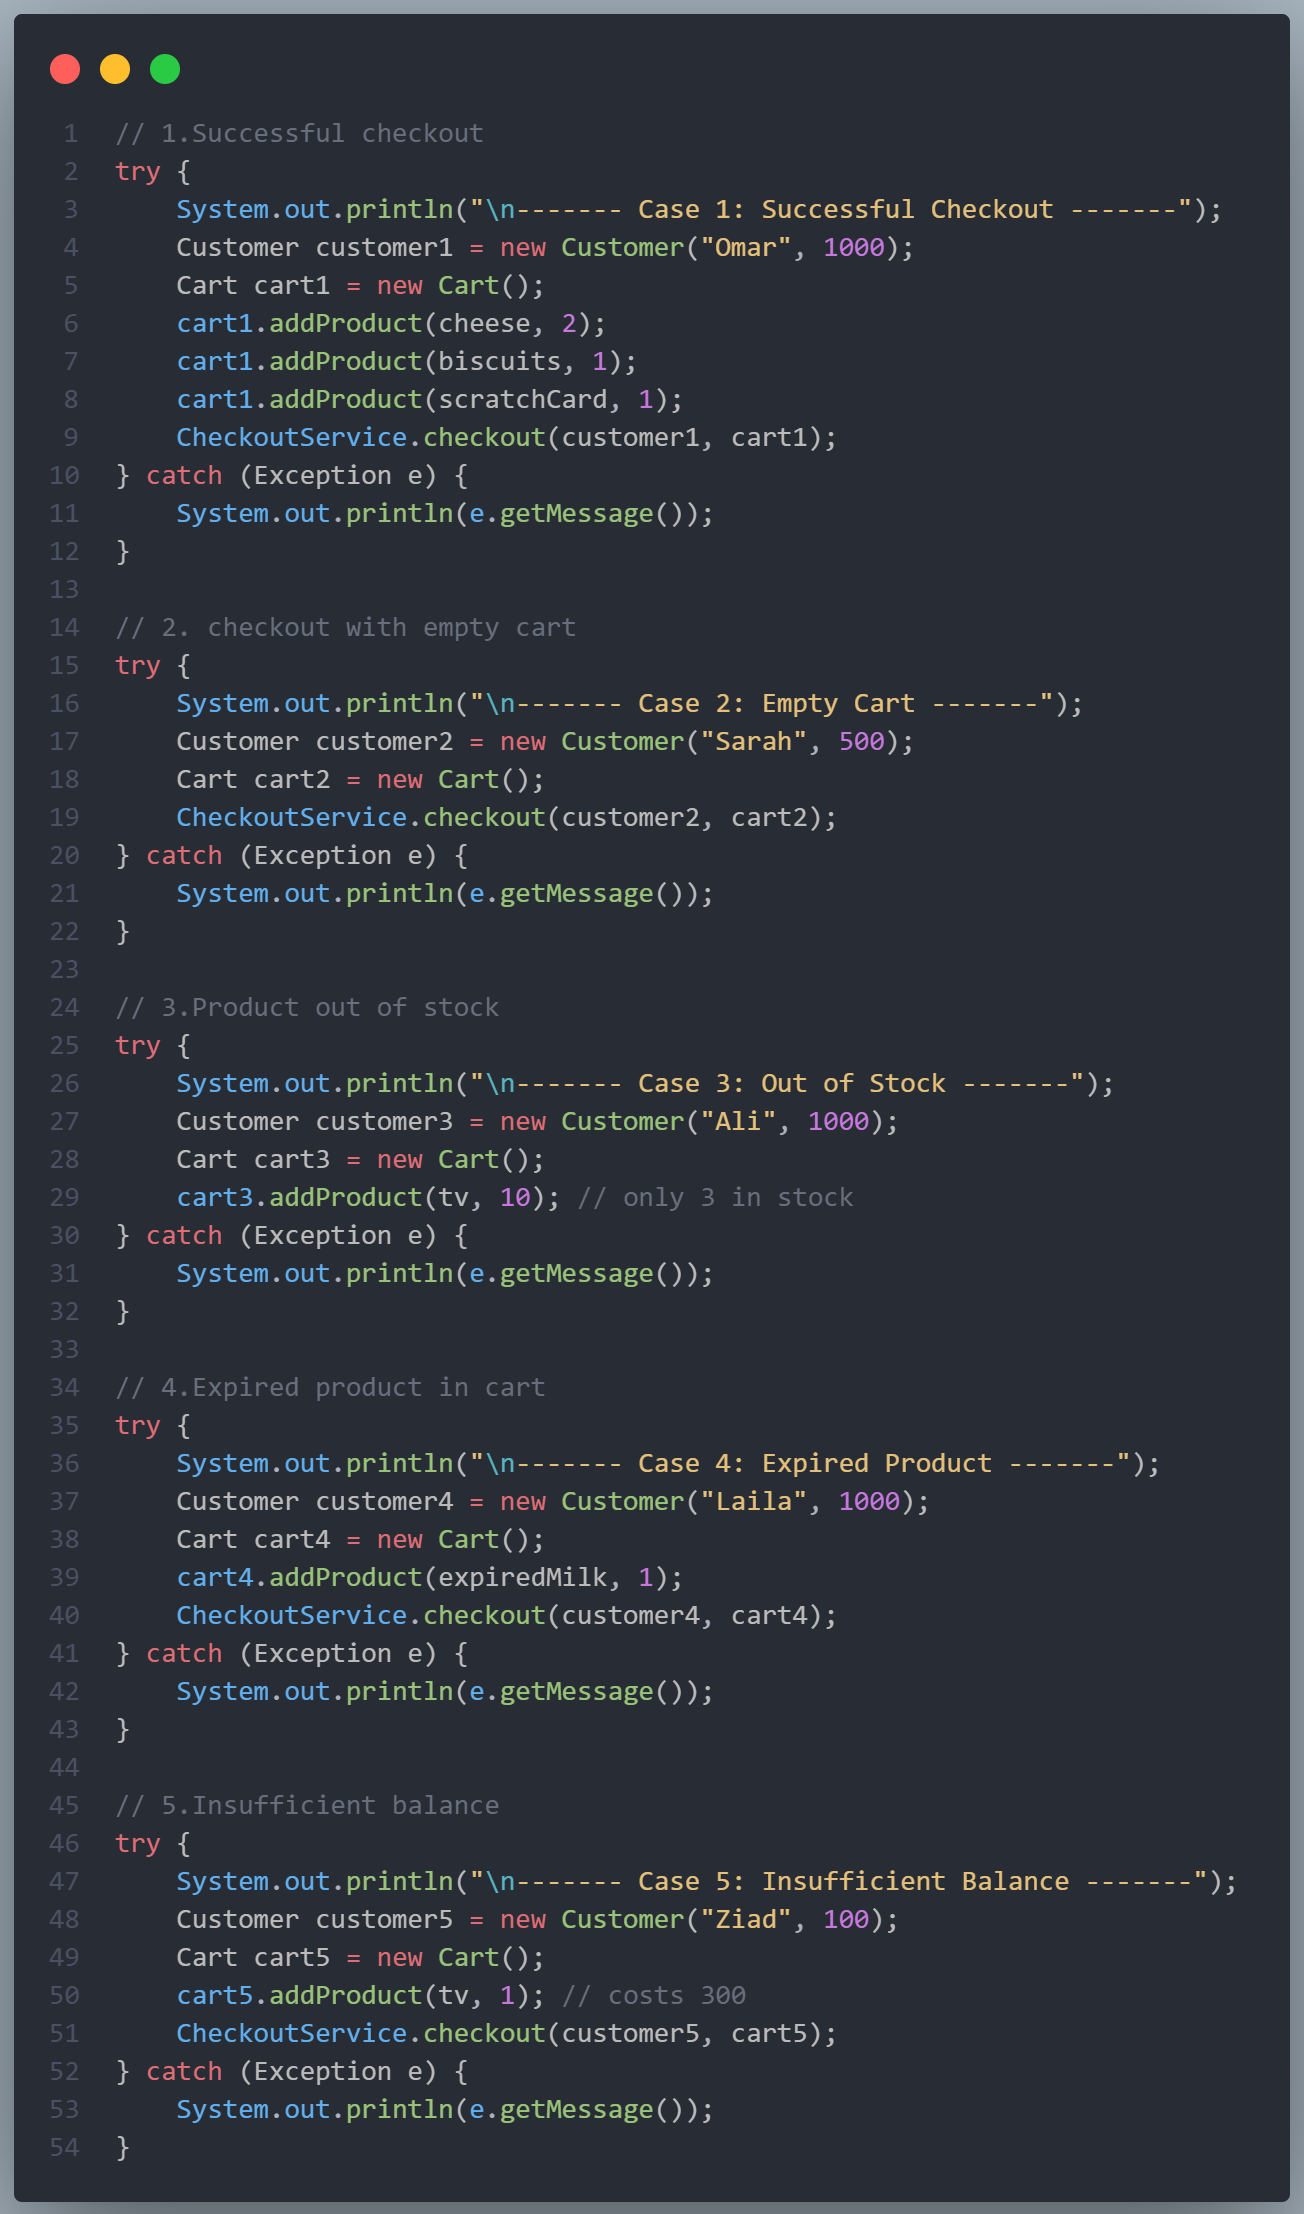 1 // 1.Successful checkout
2 try {
3     System.out.println("\n------- Case 1: Successful Checkout -------");
4     Customer customer1 = new Customer("Omar", 1000);
5     Cart cart1 = new Cart();
6     cart1.addProduct(cheese, 2);
7     cart1.addProduct(biscuits, 1);
8     cart1.addProduct(scratchCard, 1);
9     CheckoutService.checkout(customer1, cart1);
10 } catch (Exception e) {
11     System.out.println(e.getMessage());
12 }
13
14 // 2. checkout with empty cart
15 try {
16     System.out.println("\n------- Case 2: Empty Cart -------");
17     Customer customer2 = new Customer("Sarah", 500);
18     Cart cart2 = new Cart();
19     CheckoutService.checkout(customer2, cart2);
20 } catch (Exception e) {
21     System.out.println(e.getMessage());
22 }
23
24 // 3.Product out of stock
25 try {
26     System.out.println("\n------- Case 3: Out of Stock -------");
27     Customer customer3 = new Customer("Ali", 1000);
28     Cart cart3 = new Cart();
29     cart3.addProduct(tv, 10); // only 3 in stock
30 } catch (Exception e) {
31     System.out.println(e.getMessage());
32 }
33
34 // 4.Expired product in cart
35 try {
36     System.out.println("\n------- Case 4: Expired Product -------");
37     Customer customer4 = new Customer("Laila", 1000);
38     Cart cart4 = new Cart();
39     cart4.addProduct(expiredMilk, 1);
40     CheckoutService.checkout(customer4, cart4);
41 } catch (Exception e) {
42     System.out.println(e.getMessage());
43 }
44
45 // 5.Insufficient balance
46 try {
47     System.out.println("\n------- Case 5: Insufficient Balance -------");
48     Customer customer5 = new Customer("Ziad", 100);
49     Cart cart5 = new Cart();
50     cart5.addProduct(tv, 1); // costs 300
51     CheckoutService.checkout(customer5, cart5);
52 } catch (Exception e) {
53     System.out.println(e.getMessage());
54 }